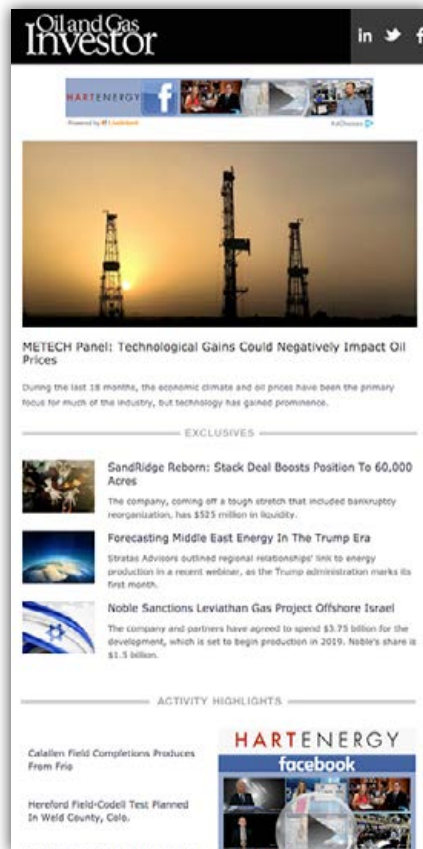 Oil and Gas
Investor
in
f
HARTENERGY
f
Powered by LiveIntent
AdChoices
METECH Panel: Technological Gains Could Negatively Impact Oil
Prices
During the last 18 months, the economic climate and oil prices have been the primary
focus for much of the industry, but technology has gained prominence.
EXCLUSIVES
SandRidge Reborn: Stack Deal Boosts Position To 60,000
Acres
The company, coming off a tough stretch that included bankruptcy
reorganization, has $525 million in liquidity.
Forecasting Middle East Energy In The Trump Era
Stratas Advisors outlined regional relationships' link to energy
production in a recent webinar, as the Trump administration marks its
first month.
Noble Sanctions Leviathan Gas Project Offshore Israel
The company and partners have agreed to spend $3.75 billion for the
development, which is set to begin production in 2019. Noble's share is
$1.5 billion.
ACTIVITY HIGHLIGHTS
Calallen Field Completions Produces
From Frio
Hereford Field-Codell Test Planned
In Weld County, Colo.
HARTENERGY
facebook